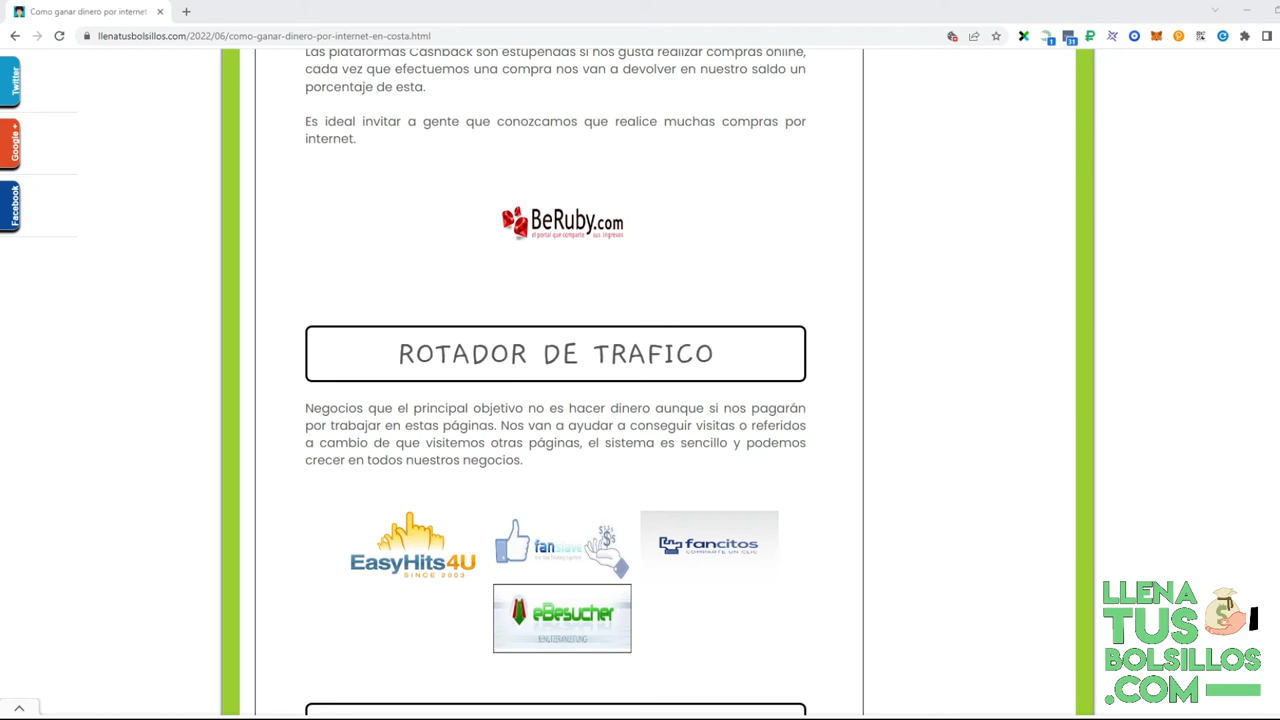 Como ganar dinero por internet
llenatusbolsillos.com/2022/06/como-ganar-dinero-por-internet-en-costa.html
Twitter
Google +
Facebook
Las plataformas Cashback son estupendas si nos gusta realizar compras online,
cada vez que efectuemos una compra nos van a devolver en nuestro saldo un
porcentaje de esta.
Es ideal invitar a gente que conozcamos que realice muchas compras por
internet.
BeRuby.com
el portal que comparte sus ingresos
ROTADOR DE TRAFICO
Negocios que el principal objetivo no es hacer dinero aunque si nos pagarán
por trabajar en estas páginas. Nos van a ayudar a conseguir visitas o referidos
a cambio de que visitemos otras páginas, el sistema es sencillo y podemos
crecer en todos nuestros negocios.
EasyHits4U
SINCE 2003
fanslave
fancitos
COMPARTE UN CLIC
eBesucher
BENUTZERANLEITUNG
LLENA
TUS
BOLSILLOS
.COM